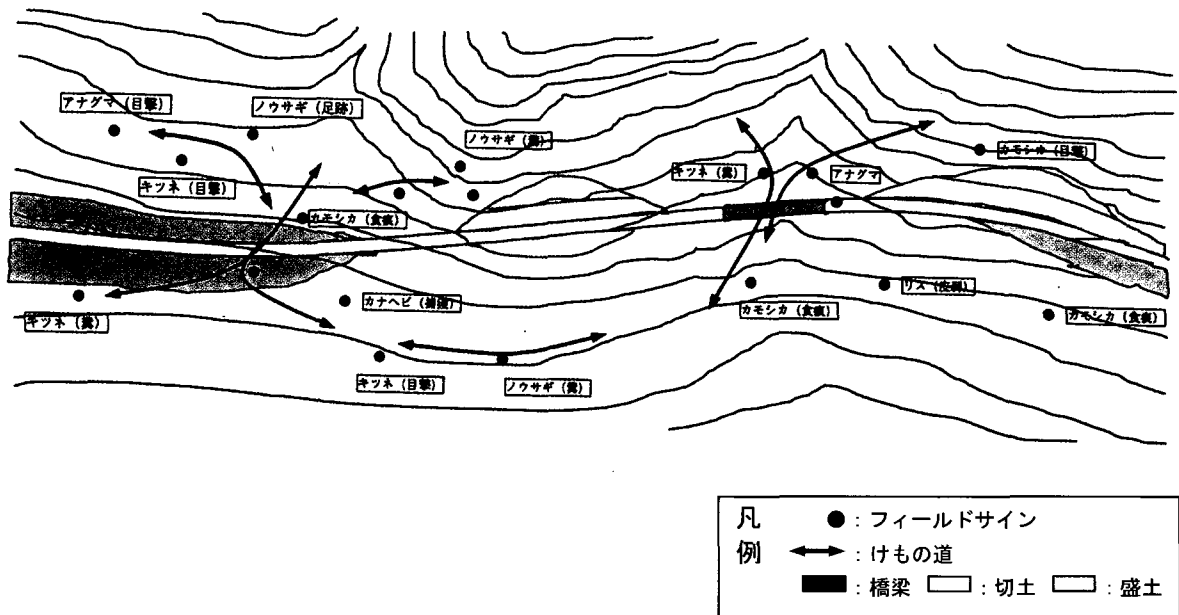 アナグマ（目撃）
ノウサギ（足跡）
ノウサギ（糞）
カモシカ（目撃）
キツネ（目撃）
キツネ（糞）
アナグマ
カモシカ（食痕）
カナヘビ（捕獲）
リス（食痕）
キツネ（糞）
カモシカ（食痕）
カモシカ（食痕）
キツネ（目撃）
ノウサギ（糞）
凡例
●：フィールドサイン
：けもの道
：橋梁 ：切土 ：盛土